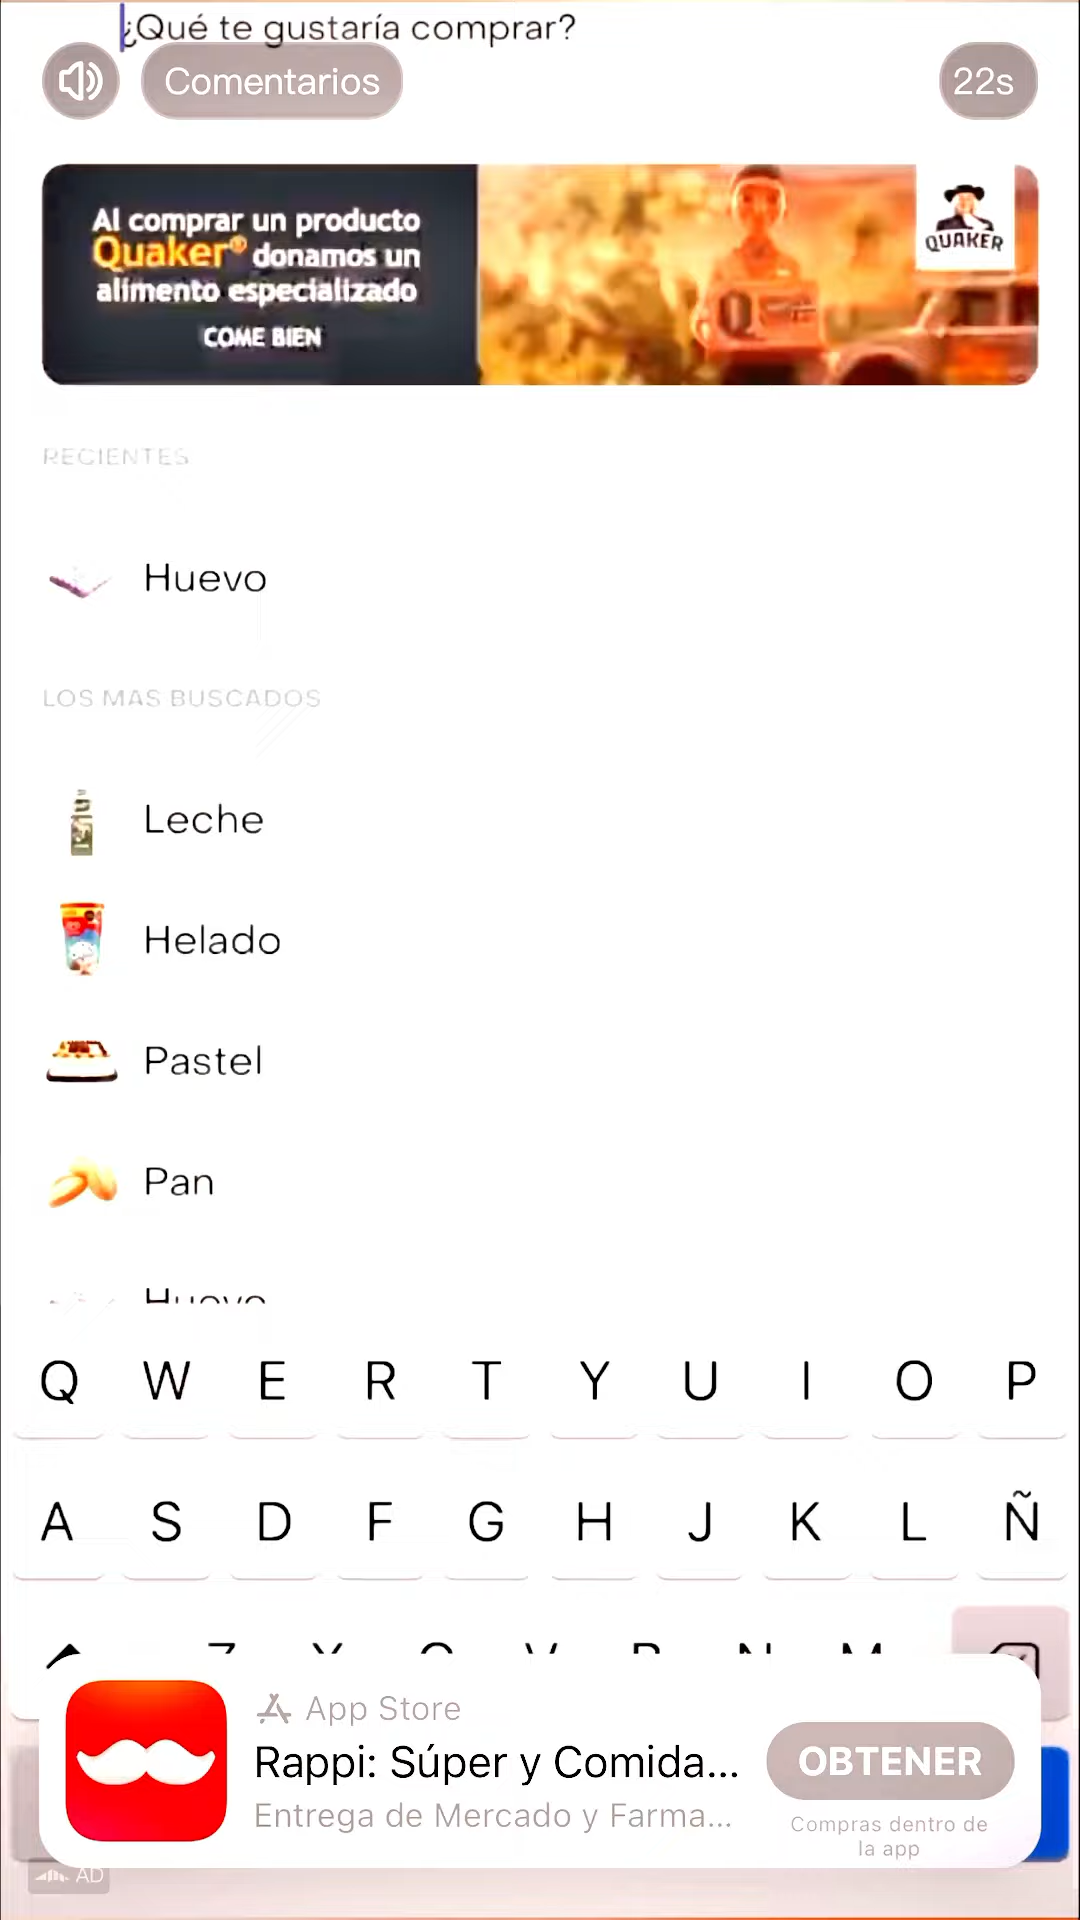 ¿Qué te gustaría comprar?
Comentarios
22s
Al comprar un producto
Quaker® donamos un
alimento especializado
COME BIEN
Q
QUAKER
RECIENTES
Huevo
LOS MAS BUSCADOS
Leche
Helado
Pastel
Pan
Huevo
Q W E R T Y U I O P
A S D F G H J K L Ñ
Z X C V B N M
App Store
Rappi: Súper y Comida...
Entrega de Mercado y Farma...
OBTENER
Compras dentro de
la app
AD